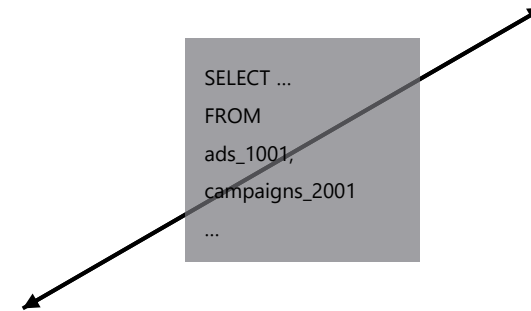 SELECT ...
FROM
ads_1001,
campaigns_2001
...